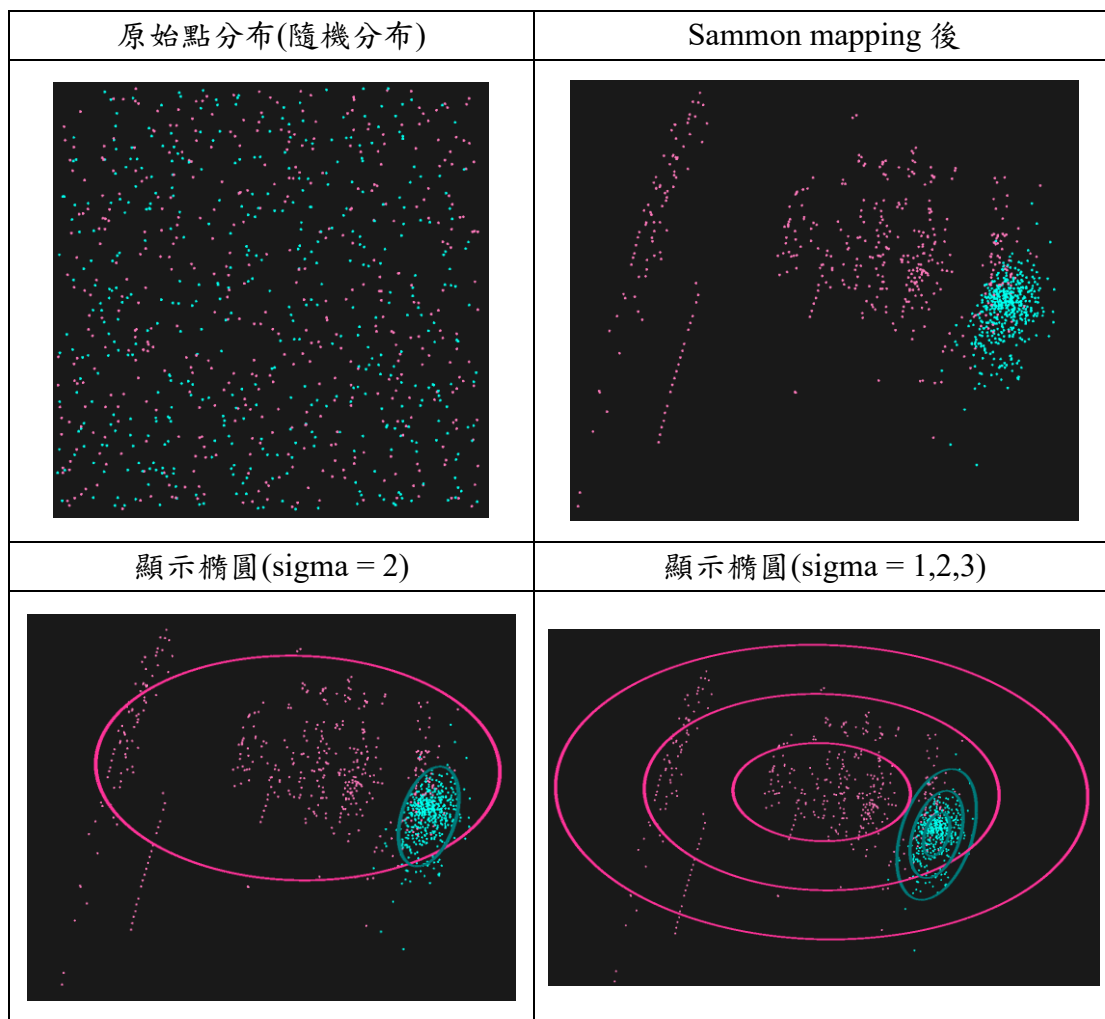 原始點分布(隨機分布)
Sammon mapping 後
顯示橢圓(sigma = 2)
顯示橢圓(sigma = 1,2,3)